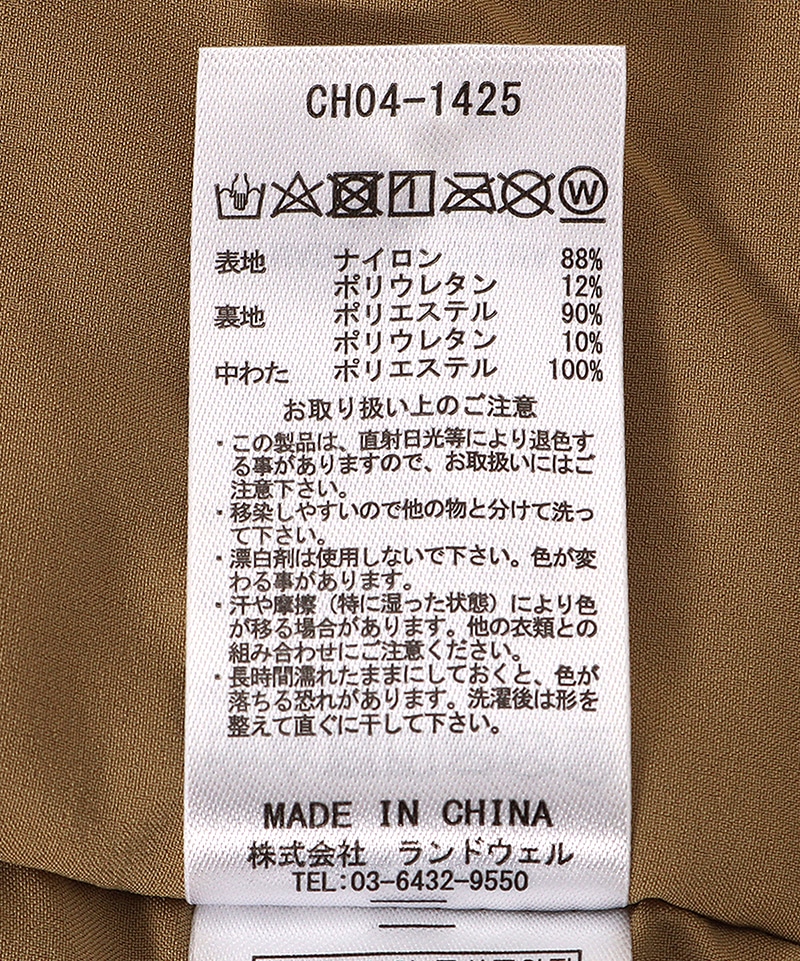 CH04-1425
W
表地 ナイロン 88%
ポリウレタン 12%
裏地 ポリエステル 90%
ポリウレタン 10%
中わた ポリエステル 100%
お取り扱い上のご注意
・この製品は、直射日光等により退色す
る事がありますので、お取扱いにはご
注意下さい。
・移染しやすいので他の物と分けて洗っ
て下さい。
・漂白剤は使用しないで下さい。色が変
わる事があります。
・汗や摩擦（特に湿った状態）により色
が移る場合があります。他の衣類との
組み合わせにご注意ください。
・長時間濡れたままにしておくと、色が
落ちる恐れがあります。洗濯後は形を
整えて直ぐに干して下さい。
MADE IN CHINA
株式会社 ランドウェル
TEL:03-6432-9550